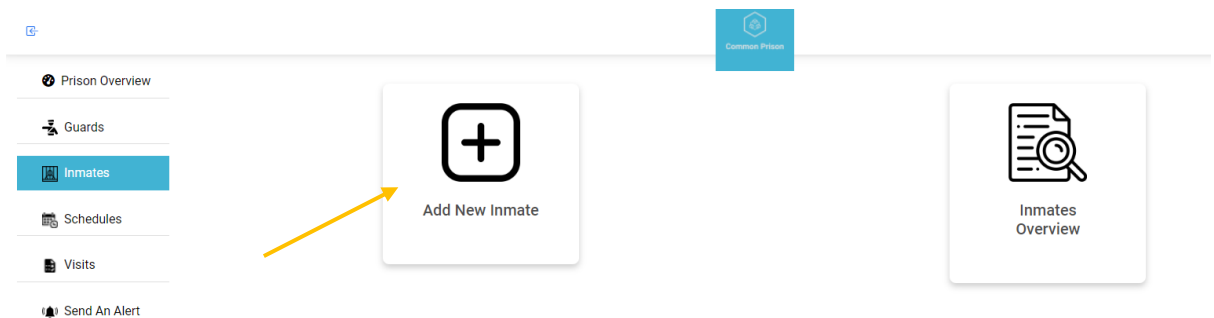 Common Prison
Prison Overview
Guards
Inmates
Schedules
Visits
Send An Alert
Add New Inmate
Inmates
Overview